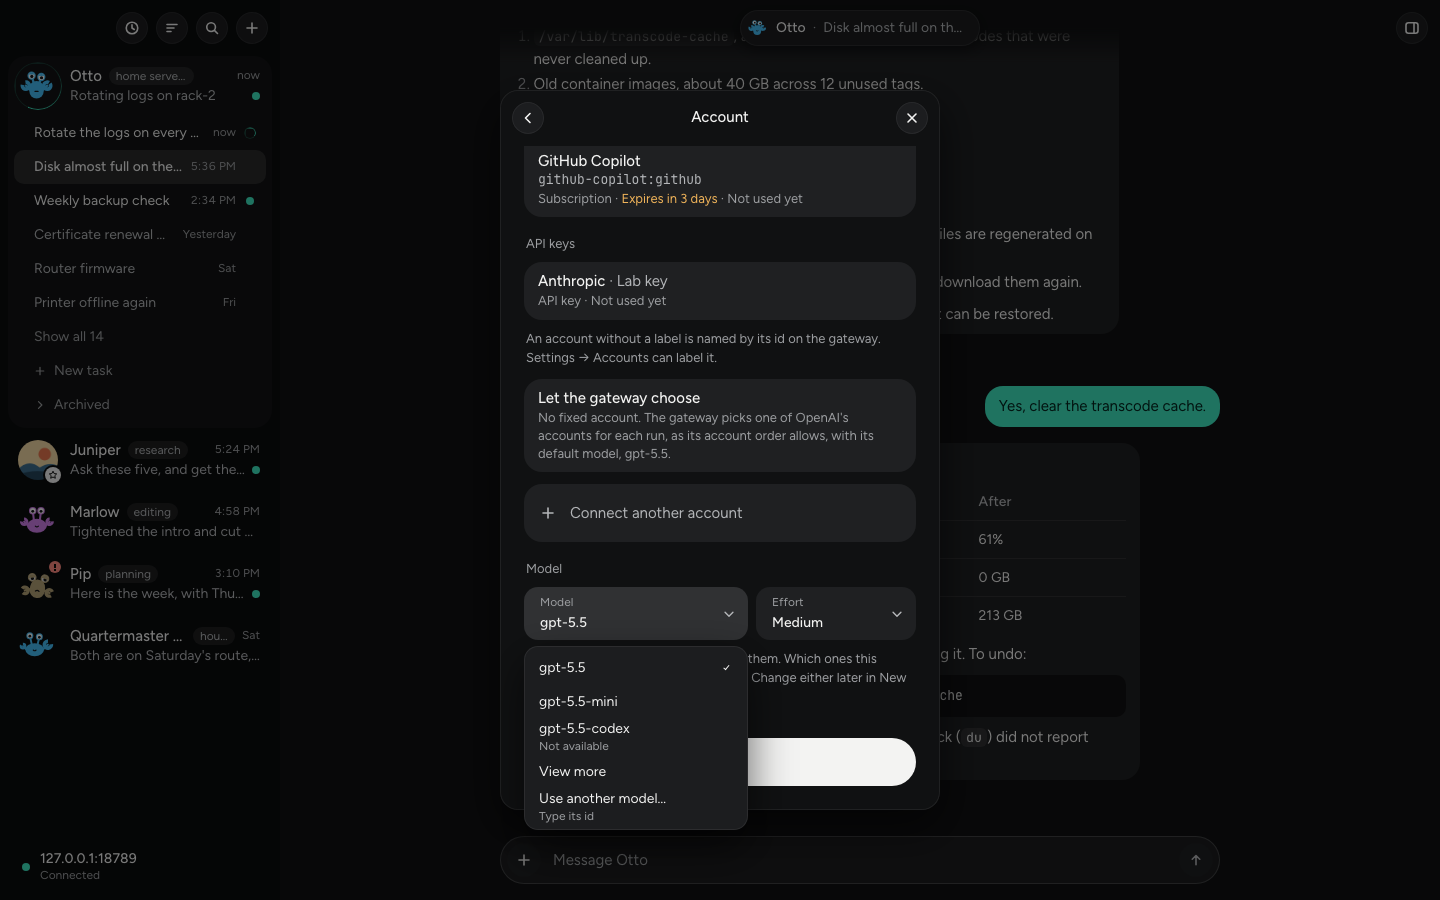 Otto home serve... now
Rotating logs on rack-2
Rotate the logs on every ... now
Disk almost full on the... 5:36 PM
Weekly backup check 2:34 PM
Certificate renewal ... Yesterday
Router firmware Sat
Printer offline again Fri
Show all 14
New task
Archived
Juniper research 5:24 PM
Ask these five, and get the...
Marlow editing 4:58 PM
Tightened the intro and cut ...
Pip planning 3:10 PM
Here is the week, with Thu...
Quartermaster ... hou... Sat
Both are on Saturday's route,...
127.0.0.1:18789
Connected
Otto · Disk almost full on th...
1. /var/lib/transcode-cache, des that were
never cleaned up.
2. Old container images, about 40 GB across 12 unused tags.
iles are regenerated on
download them again.
can be restored.
Yes, clear the transcode cache.
After
61%
0 GB
213 GB
g it. To undo:
che
ck (du) did not report
Message Otto
Account
GitHub Copilot
github-copilot:github
Subscription · Expires in 3 days · Not used yet
API keys
Anthropic · Lab key
API key · Not used yet
An account without a label is named by its id on the gateway.
Settings → Accounts can label it.
Let the gateway choose
No fixed account. The gateway picks one of OpenAI's
accounts for each run, as its account order allows, with its
default model, gpt-5.5.
Connect another account
Model
Model
gpt-5.5
Effort
Medium
them. Which ones this
Change either later in New
gpt-5.5
gpt-5.5-mini
gpt-5.5-codex
Not available
View more
Use another model...
Type its id